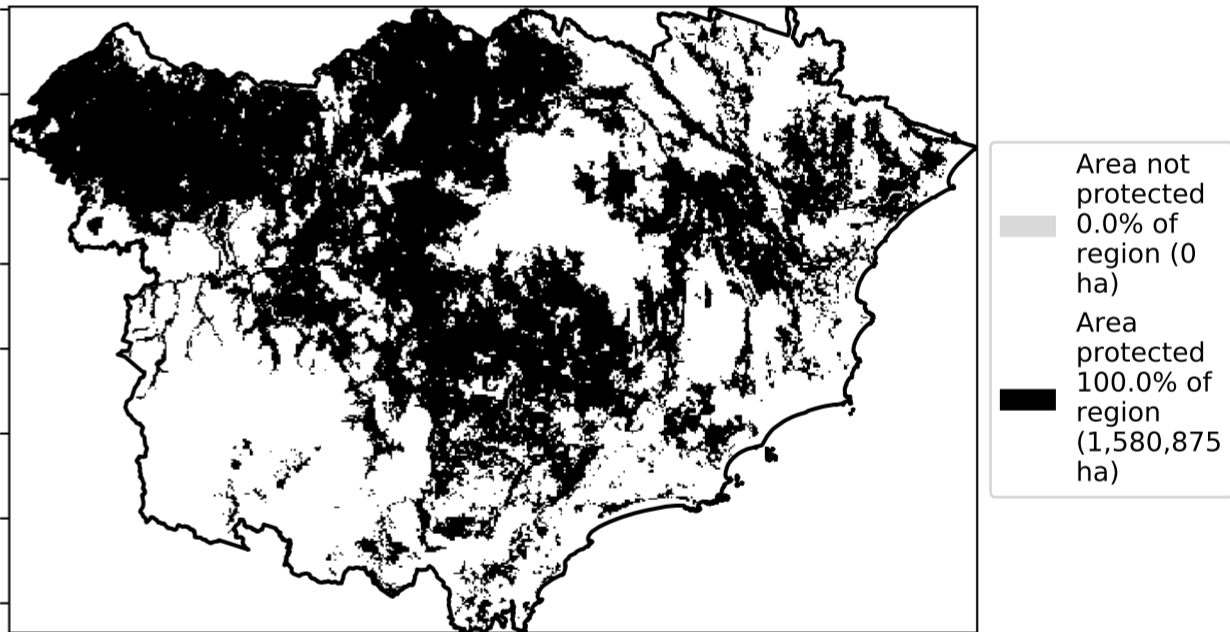 Area not
protected
0.0% of
region (0
ha)
Area
protected
100.0% of
region
(1,580,875
ha)